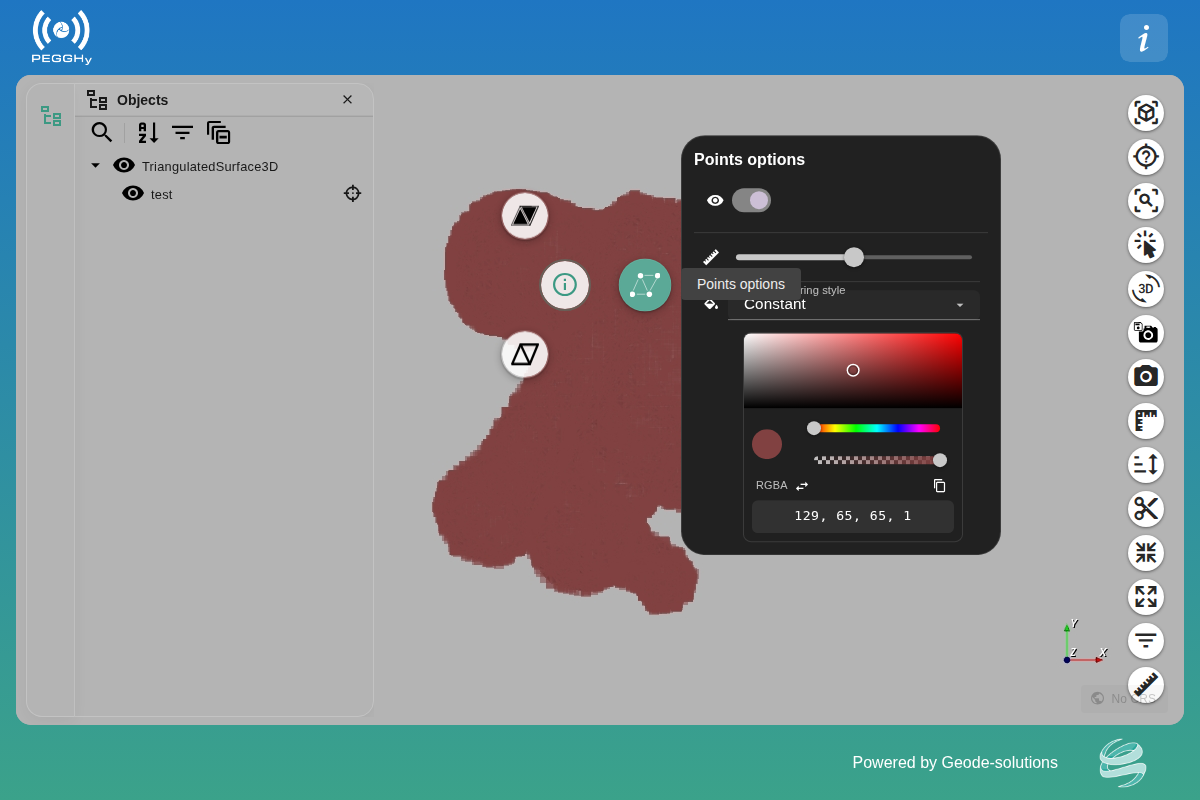 PEGGHy
i
Objects
A
Z
TriangulatedSurface3D
test
Points options
Points options
ring style
Constant
RGBA
129, 65, 65, 1
3D
Y
Z
X
No CRS
Powered by Geode-solutions